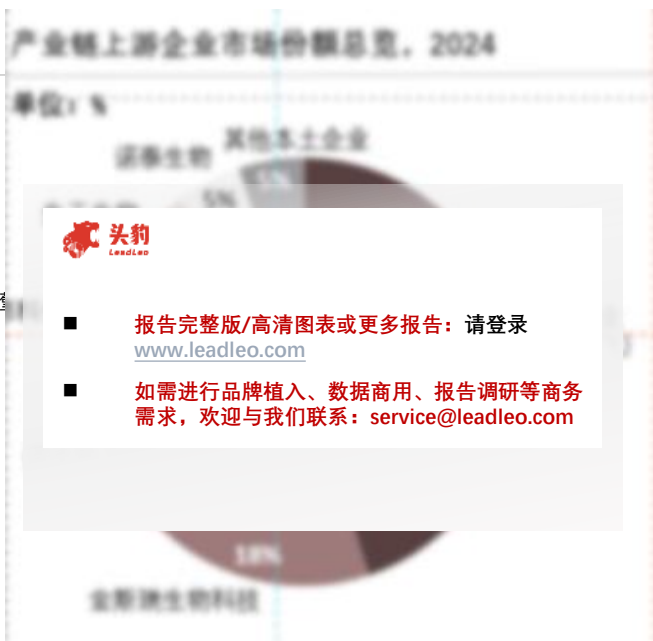 产业链上游企业市场份额总览，2024
单位：%
其他本土企业
诺泰生物
5%
头豹
LeadLeo
报告完整版/高清图表或更多报告：请登录
www.leadleo.com
如需进行品牌植入、数据商用、报告调研等商务
需求，欢迎与我们联系：service@leadleo.com
18%
金斯瑞生物科技